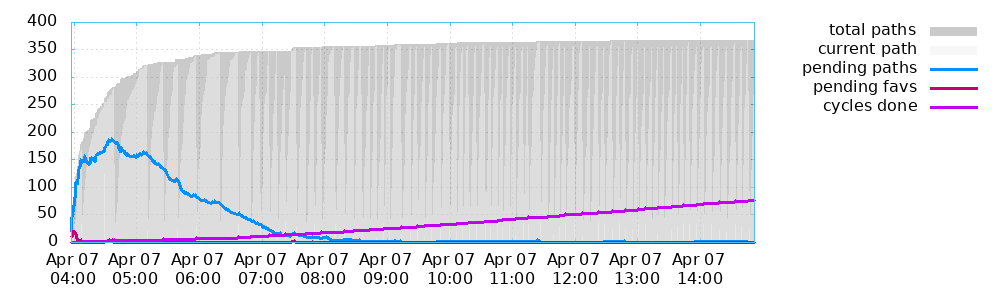 400
350
300
250
200
150
100
50
0
Apr 07 Apr 07 Apr 07 Apr 07 Apr 07 Apr 07 Apr 07 Apr 07 Apr 07 Apr 07 Apr 07
04:00 05:00 06:00 07:00 08:00 09:00 10:00 11:00 12:00 13:00 14:00
total paths
current path
pending paths
pending favs
cycles done